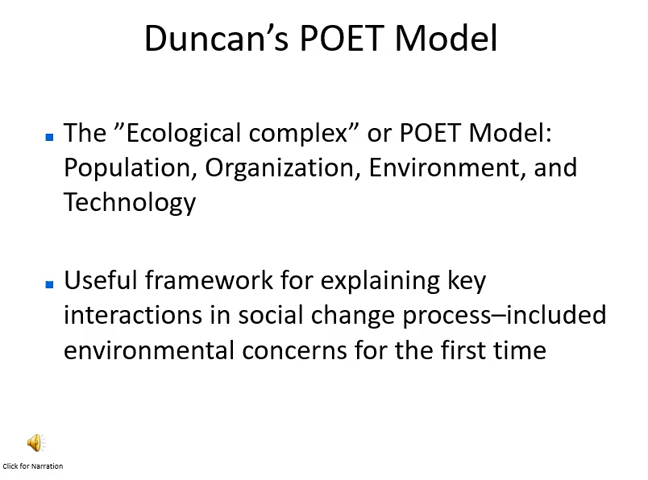 Duncan’s POET Model
The ”Ecological complex” or POET Model:
Population, Organization, Environment, and
Technology
Useful framework for explaining key
interactions in social change process–included
environmental concerns for the first time
Click for Narration